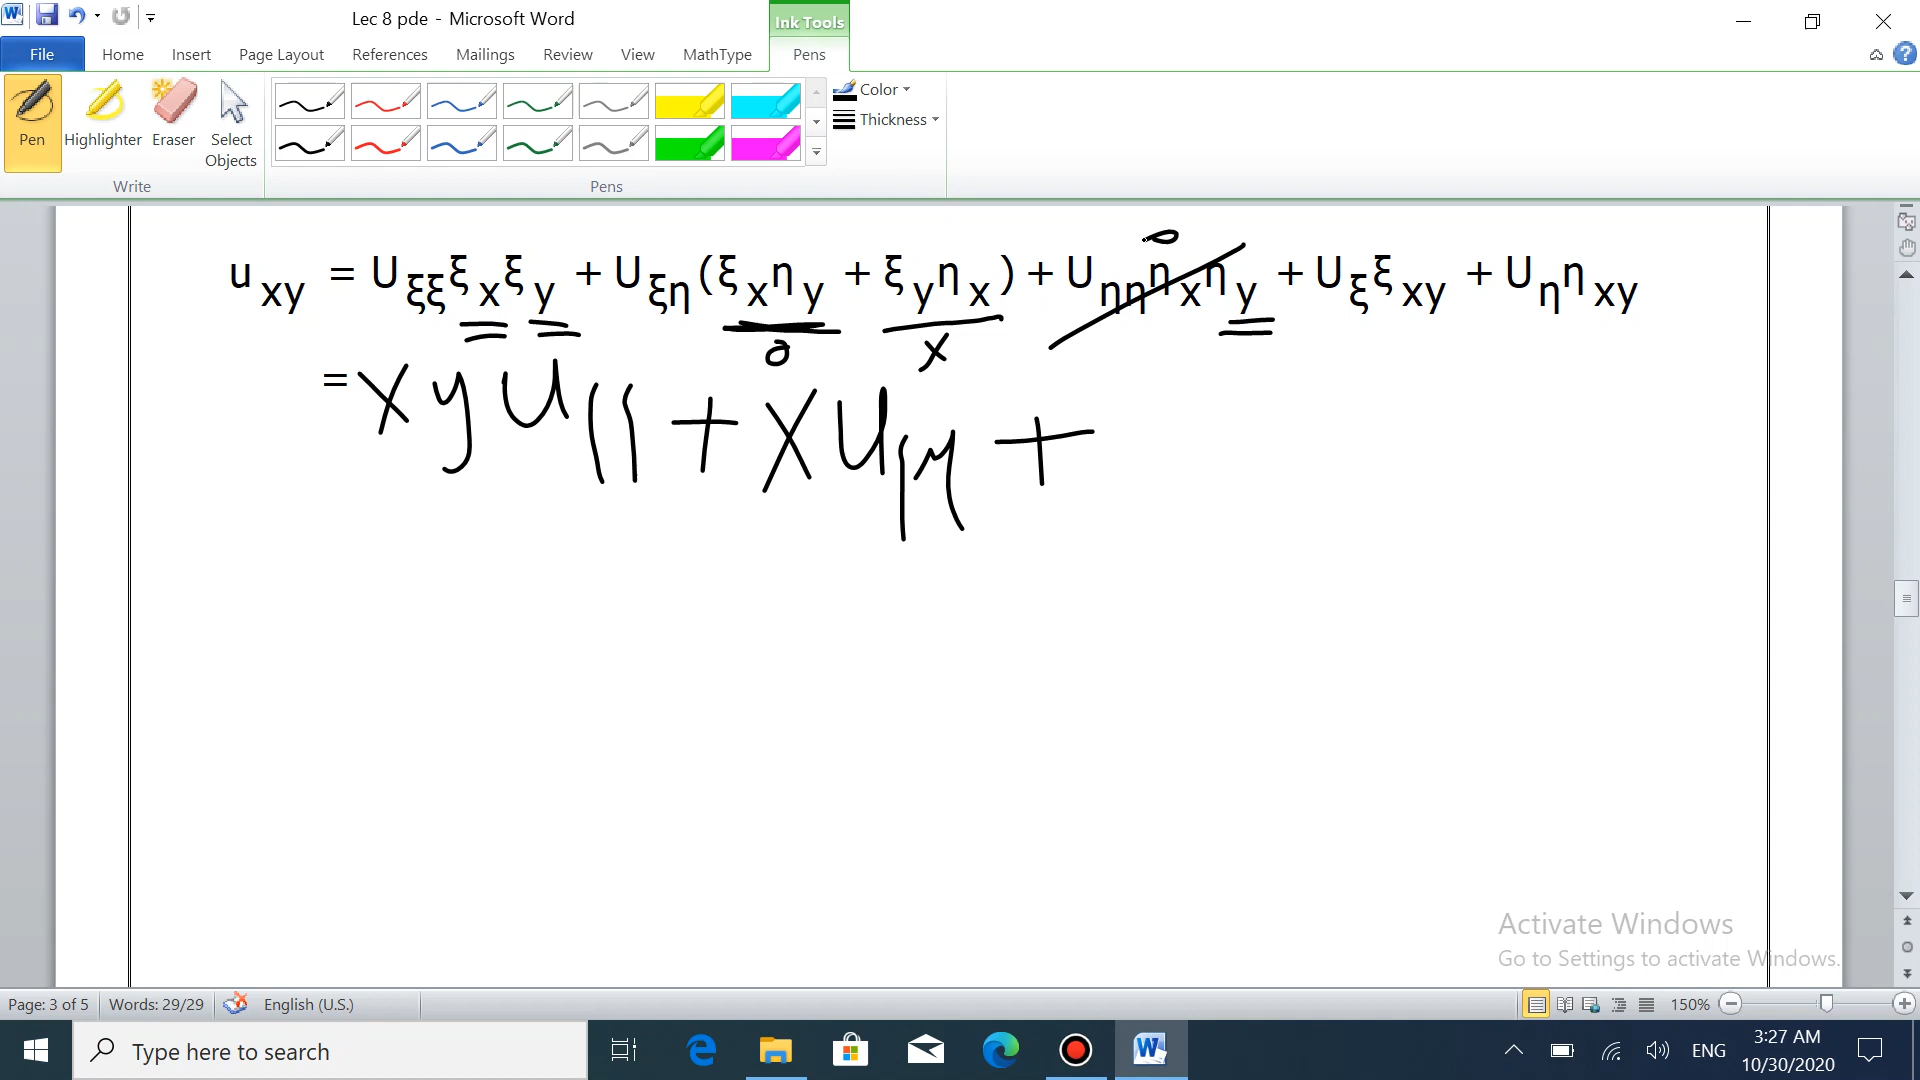 Lec 8 pde - Microsoft Word
Ink Tools
File Home Insert Page Layout References Mailings Review View MathType Pens
Pen Highlighter Eraser Select Objects
Color
Thickness
Write Pens
u_xy = U_ξξ ξ_x ξ_y + U_ξη (ξ_x η_y + ξ_y η_x) + U_ηη η_x η_y + U_ξ ξ_xy + U_η η_xy
0
0 x
= x y U_ξξ + x U_ξη +
Activate Windows
Go to Settings to activate Windows.
Page: 3 of 5 Words: 29/29 English (U.S.) 150%
Type here to search
ENG
3:27 AM
10/30/2020